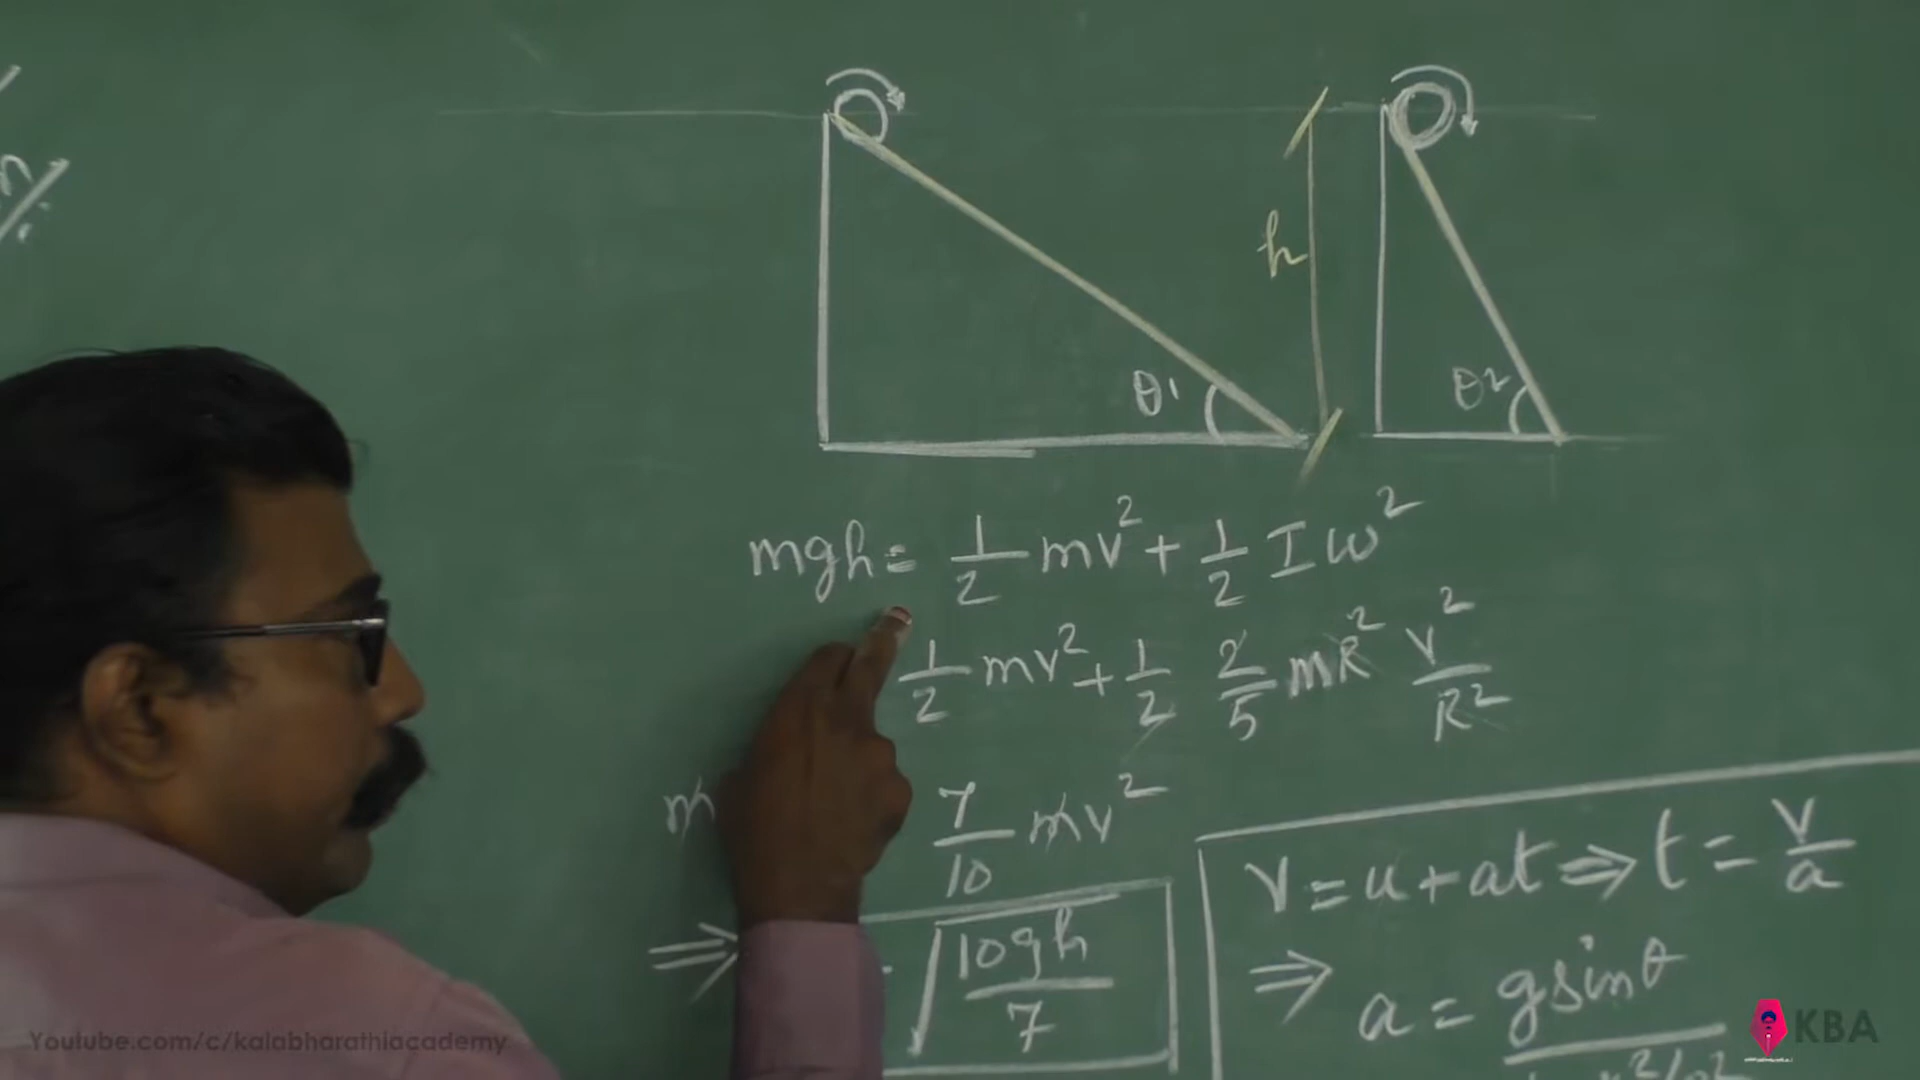 n
h
θ1
θ2
mgh = 1/2 mv² + 1/2 Iω²
1/2 mv² + 1/2 2/5 mR² v²/R²
m 7/10 mv²
⇒ √(10gh/7)
v = u + at ⇒ t = v/a
⇒ a = gsinθ
Youtube.com/c/kalabharathiacademy
KBA